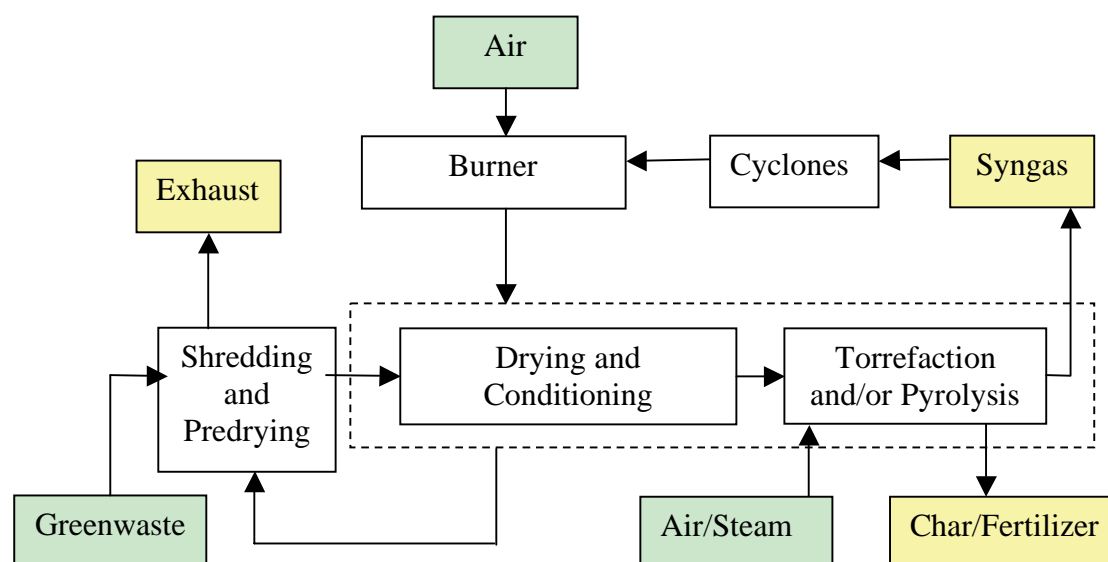 Air
Burner
Cyclones
Syngas
Exhaust
Shredding
and
Predrying
Drying and
Conditioning
Torrefaction
and/or Pyrolysis
Greenwaste
Air/Steam
Char/Fertilizer